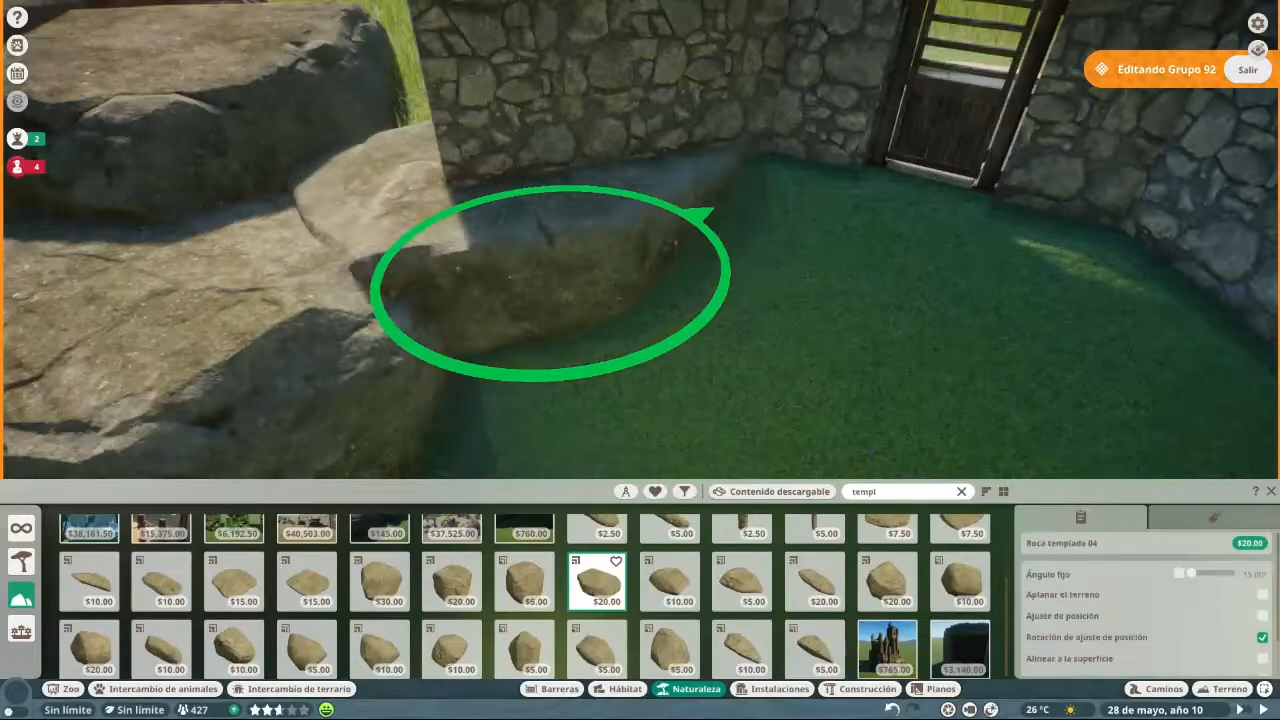 ?
Editando Grupo 92
Salir
2
4
Contenido descargable
templ
?
$38,161.50
$15,375.00
$6,192.50
$40,503.00
$145.00
$37,525.00
$760.00
$2.50
$5.00
$2.50
$5.00
$7.50
$7.50
$10.00
$10.00
$15.00
$15.00
$30.00
$20.00
$5.00
$20.00
$10.00
$5.00
$20.00
$20.00
$10.00
$20.00
$10.00
$10.00
$5.00
$10.00
$10.00
$5.00
$5.00
$5.00
$10.00
$5.00
$765.00
$3,140.00
Roca templada 04
$20.00
Ángulo fijo
15.00°
Aplanar el terreno
Ajuste de posición
Rotación de ajuste de posición
Alinear a la superficie
Zoo
Intercambio de animales
Intercambio de terrario
Barreras
Hábitat
Naturaleza
Instalaciones
Construcción
Planos
Caminos
Terreno
Sin límite
Sin límite
427
26 °C
28 de mayo, año 10